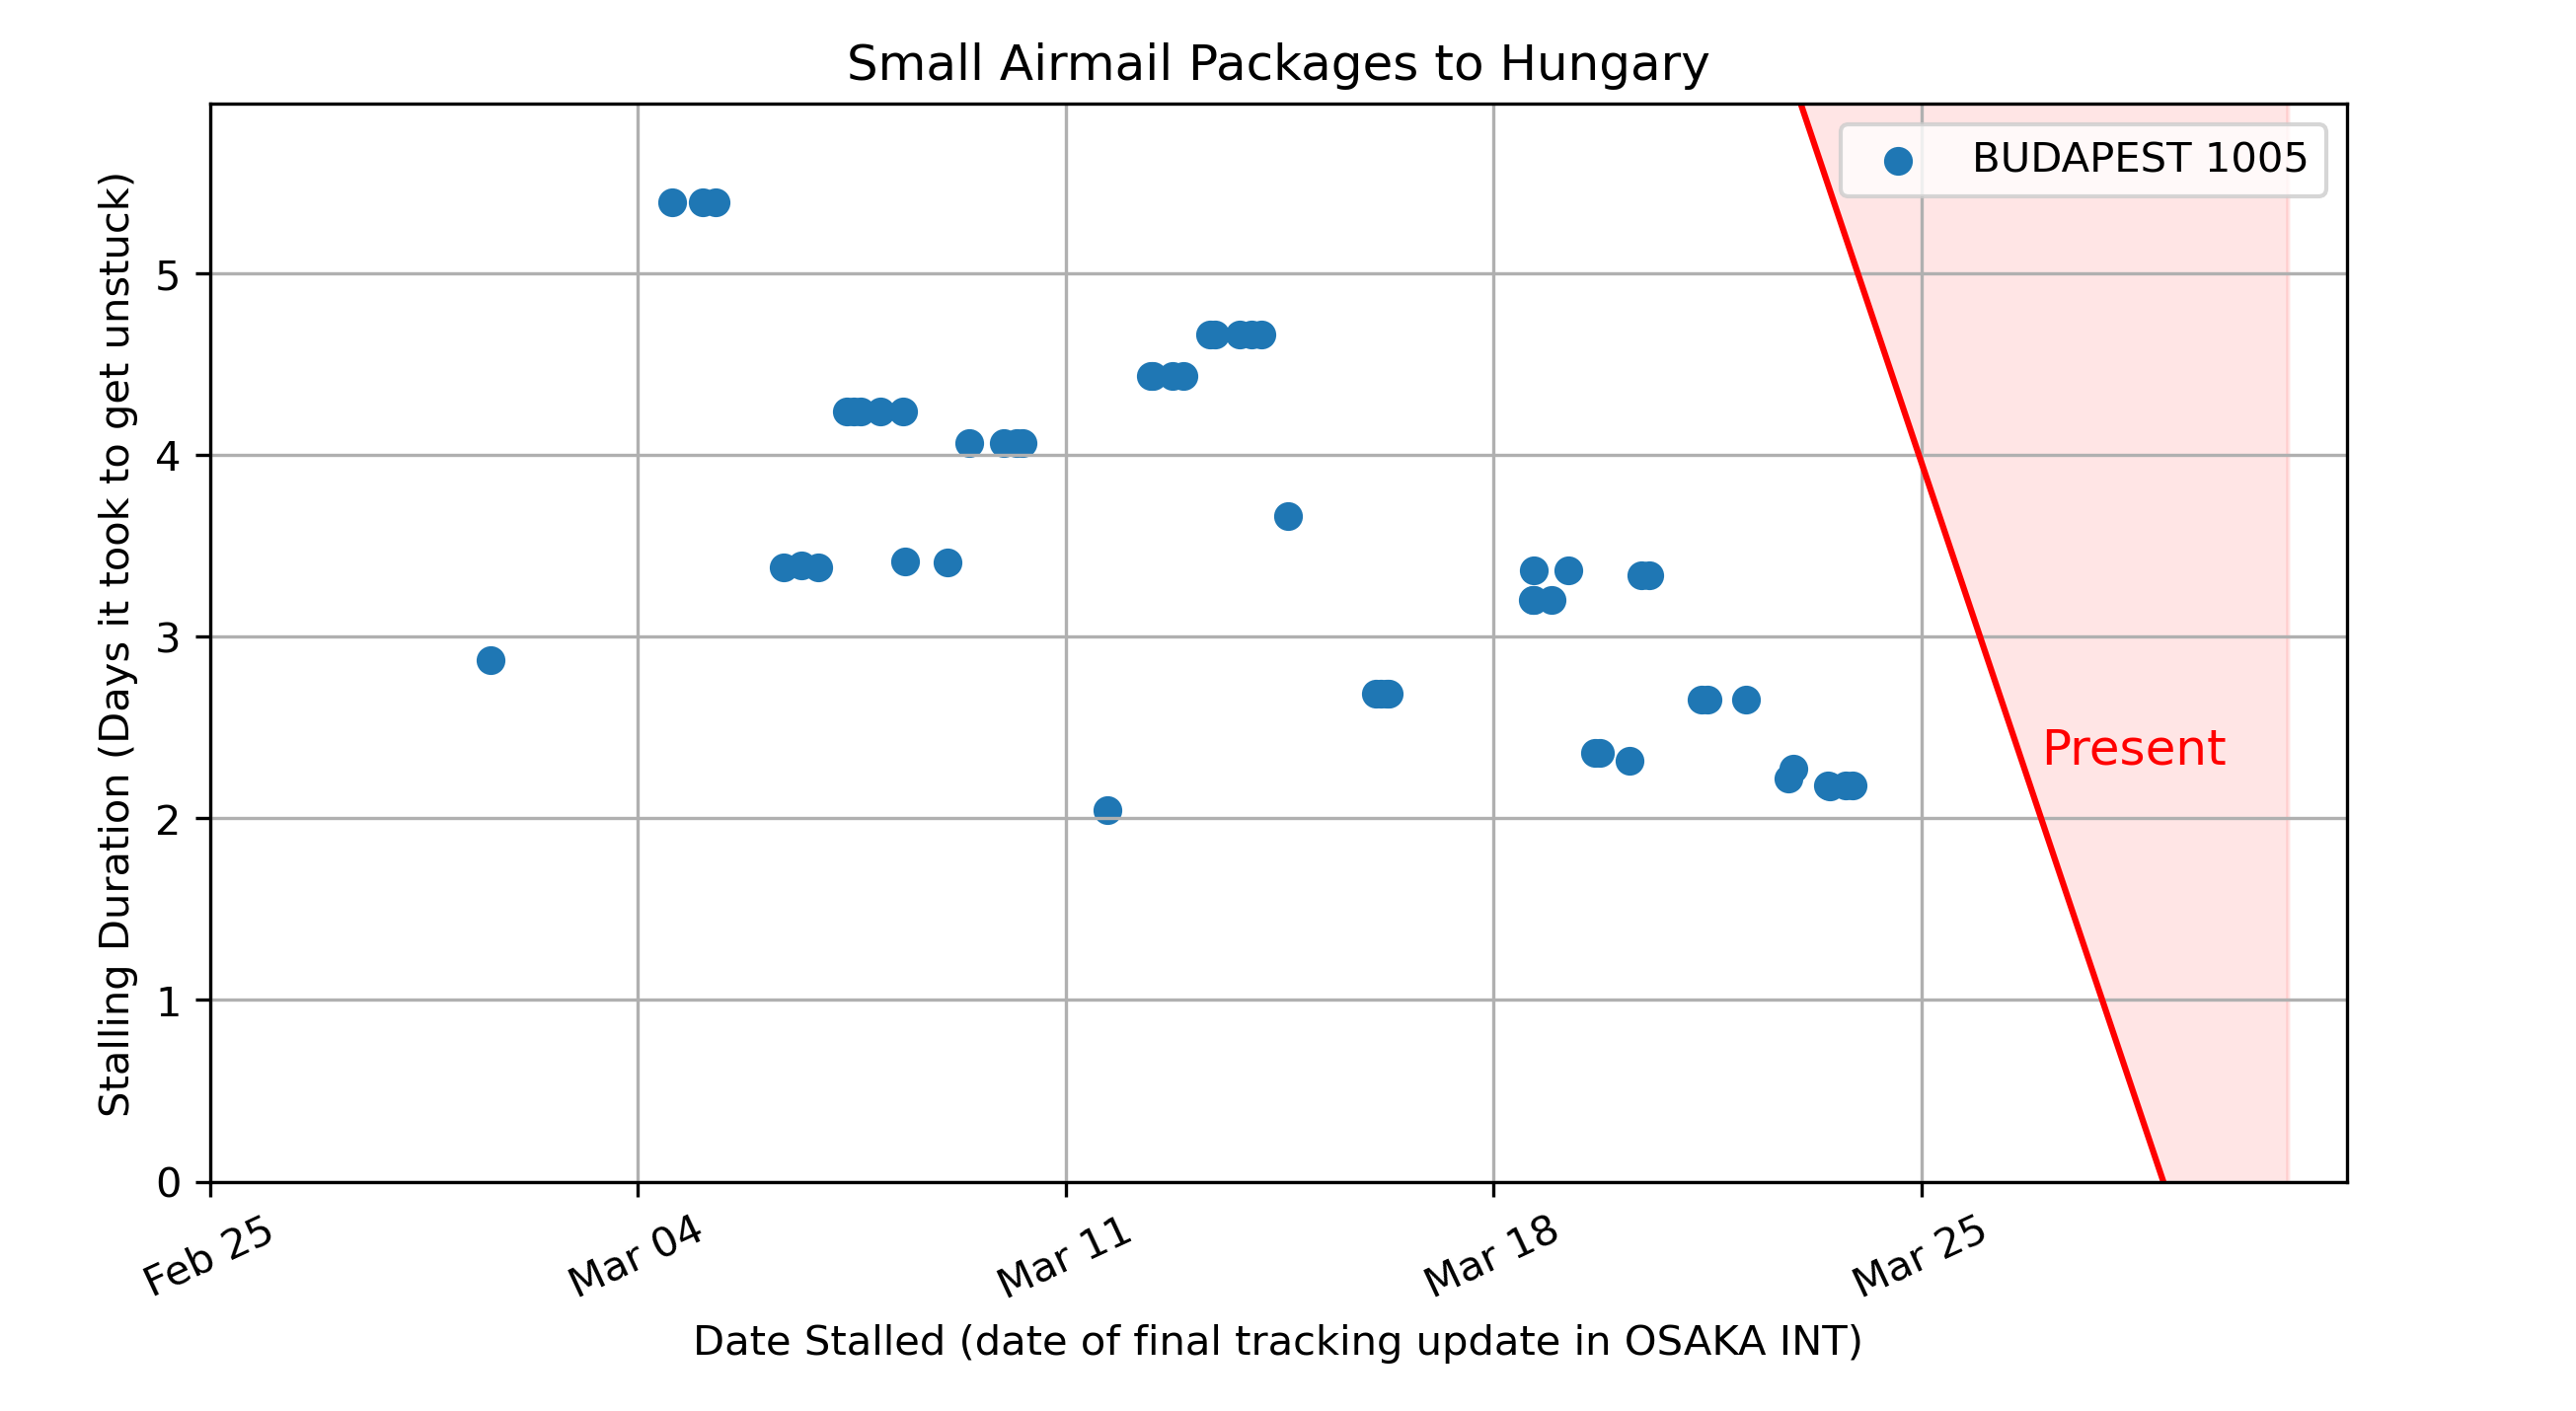 Small Airmail Packages to Hungary
BUDAPEST 1005
Present
Stalling Duration (Days it took to get unstuck)
5
4
3
2
1
0
Feb 25
Mar 04
Mar 11
Mar 18
Mar 25
Date Stalled (date of final tracking update in OSAKA INT)